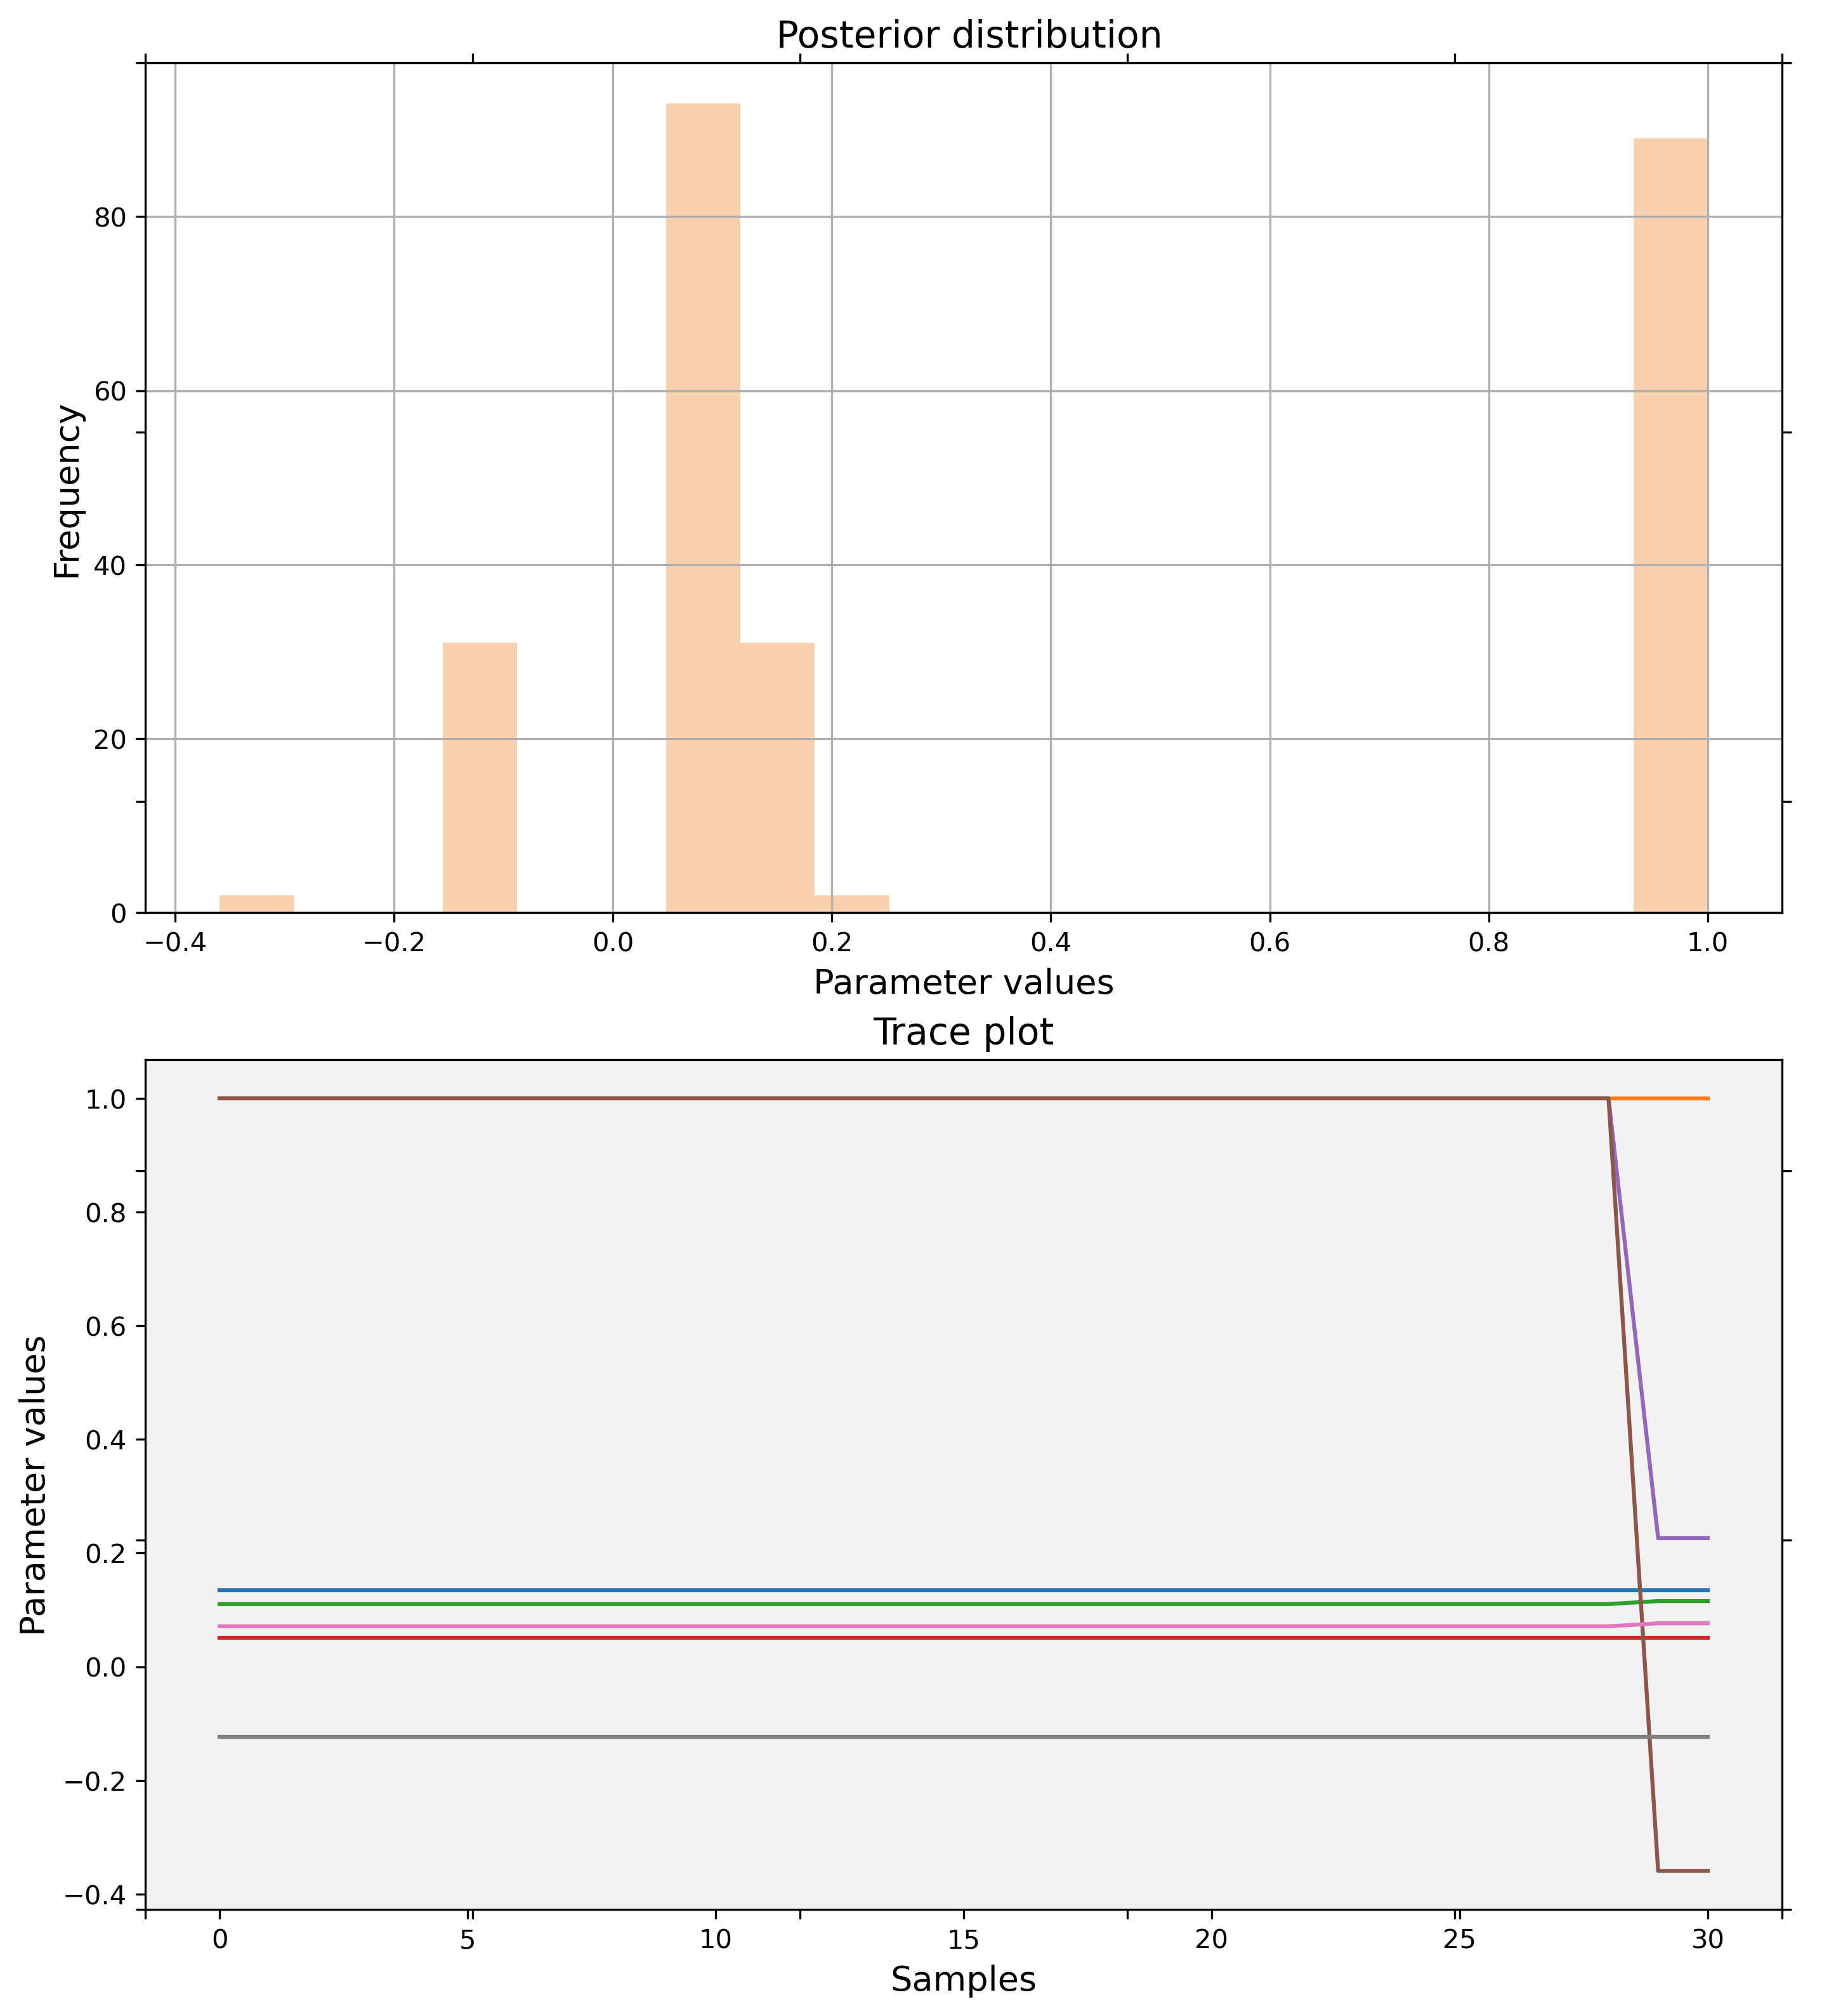 Posterior distribution
80
60
40
20
0
Frequency
−0.4 −0.2 0.0 0.2 0.4 0.6 0.8 1.0
Parameter values
Trace plot
1.0
0.8
0.6
0.4
0.2
0.0
−0.2
−0.4
Parameter values
0 5 10 15 20 25 30
Samples